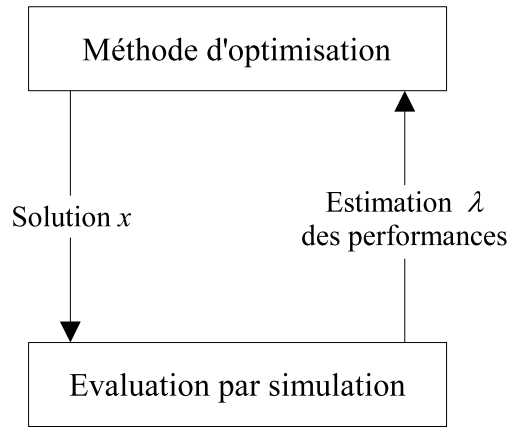 Méthode d'optimisation
Solution x
Estimation λ
des performances
Evaluation par simulation